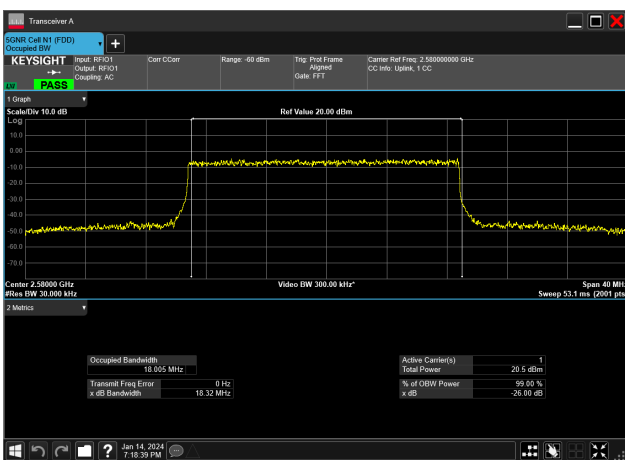 Transceiver A
5GNR Cell N1 (FDD)
Occupied BW
KEYSIGHT
LXI
PASS
Input: RFIO1
Output: RFIO1
Coupling: AC
Corr CCorr
Range: -60 dBm
Trig: Prot Frame
Aligned
Gate: FFT
Carrier Ref Freq: 2.580000000 GHz
CC Info: Uplink, 1 CC
1 Graph
Scale/Div 10.0 dB
Ref Value 20.00 dBm
Log
10.0
0.00
-10.0
-20.0
-30.0
-40.0
-50.0
-60.0
-70.0
Center 2.58000 GHz
Video BW 300.00 kHz*
Span 40 MH
#Res BW 30.000 kHz
Sweep 53.1 ms (2001 pts
2 Metrics
Occupied Bandwidth
18.005 MHz
Active Carrier(s) 1
Total Power 20.5 dBm
Transmit Freq Error 0 Hz
x dB Bandwidth 18.32 MHz
% of OBW Power 99.00 %
x dB -26.00 dB
Jan 14, 2024
7:18:39 PM